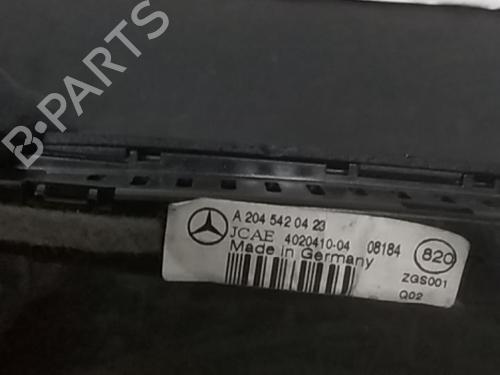 B-PARTS
A 204 542 04 23
JCAE 4020410-04 08184
Made in Germany
820
ZGS001
Q02